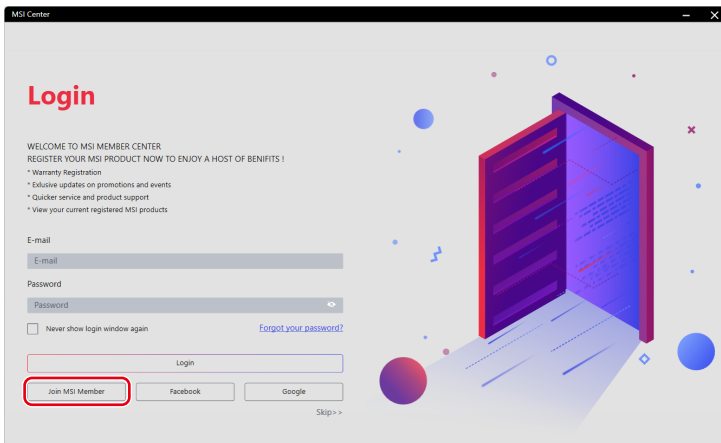 MSI Center
Login
WELCOME TO MSI MEMBER CENTER
REGISTER YOUR MSI PRODUCT NOW TO ENJOY A HOST OF BENIFITS !
* Warranty Registration
* Exlusive updates on promotions and events
* Quicker service and product support
* View your current registered MSI products
E-mail
E-mail
Password
Password
Never show login window again Forgot your password?
Login
Join MSI Member Facebook Google
Skip>>